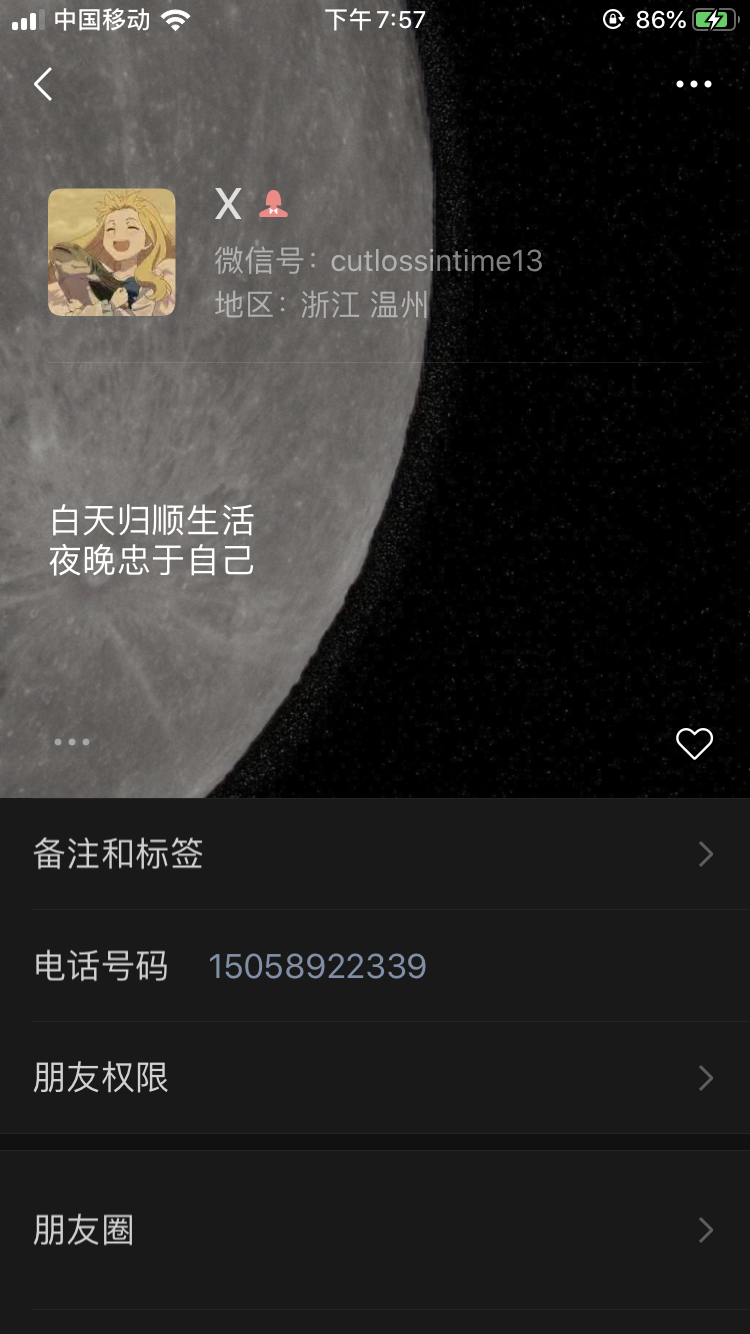 中国移动 下午7:57 86%
X
微信号：cutlossintime13
地区：浙江 温州
白天归顺生活
夜晚忠于自己
备注和标签
电话号码 15058922339
朋友权限
朋友圈